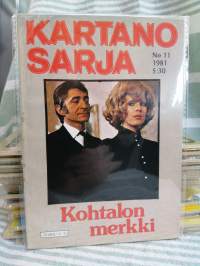 KARTANO
SARJA
No 11
1981
5:30
Kohtalon
merkki